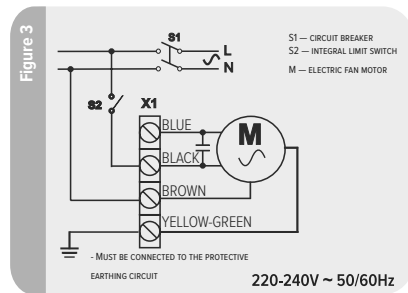 Figure 3
S1
L
N
S1 — CIRCUIT BREAKER
S2 — INTEGRAL LIMIT SWITCH
M — ELECTRIC FAN MOTOR
S2
X1
BLUE
BLACK
BROWN
YELLOW-GREEN
M
- MUST BE CONNECTED TO THE PROTECTIVE
EARTHING CIRCUIT
220-240V ~ 50/60Hz